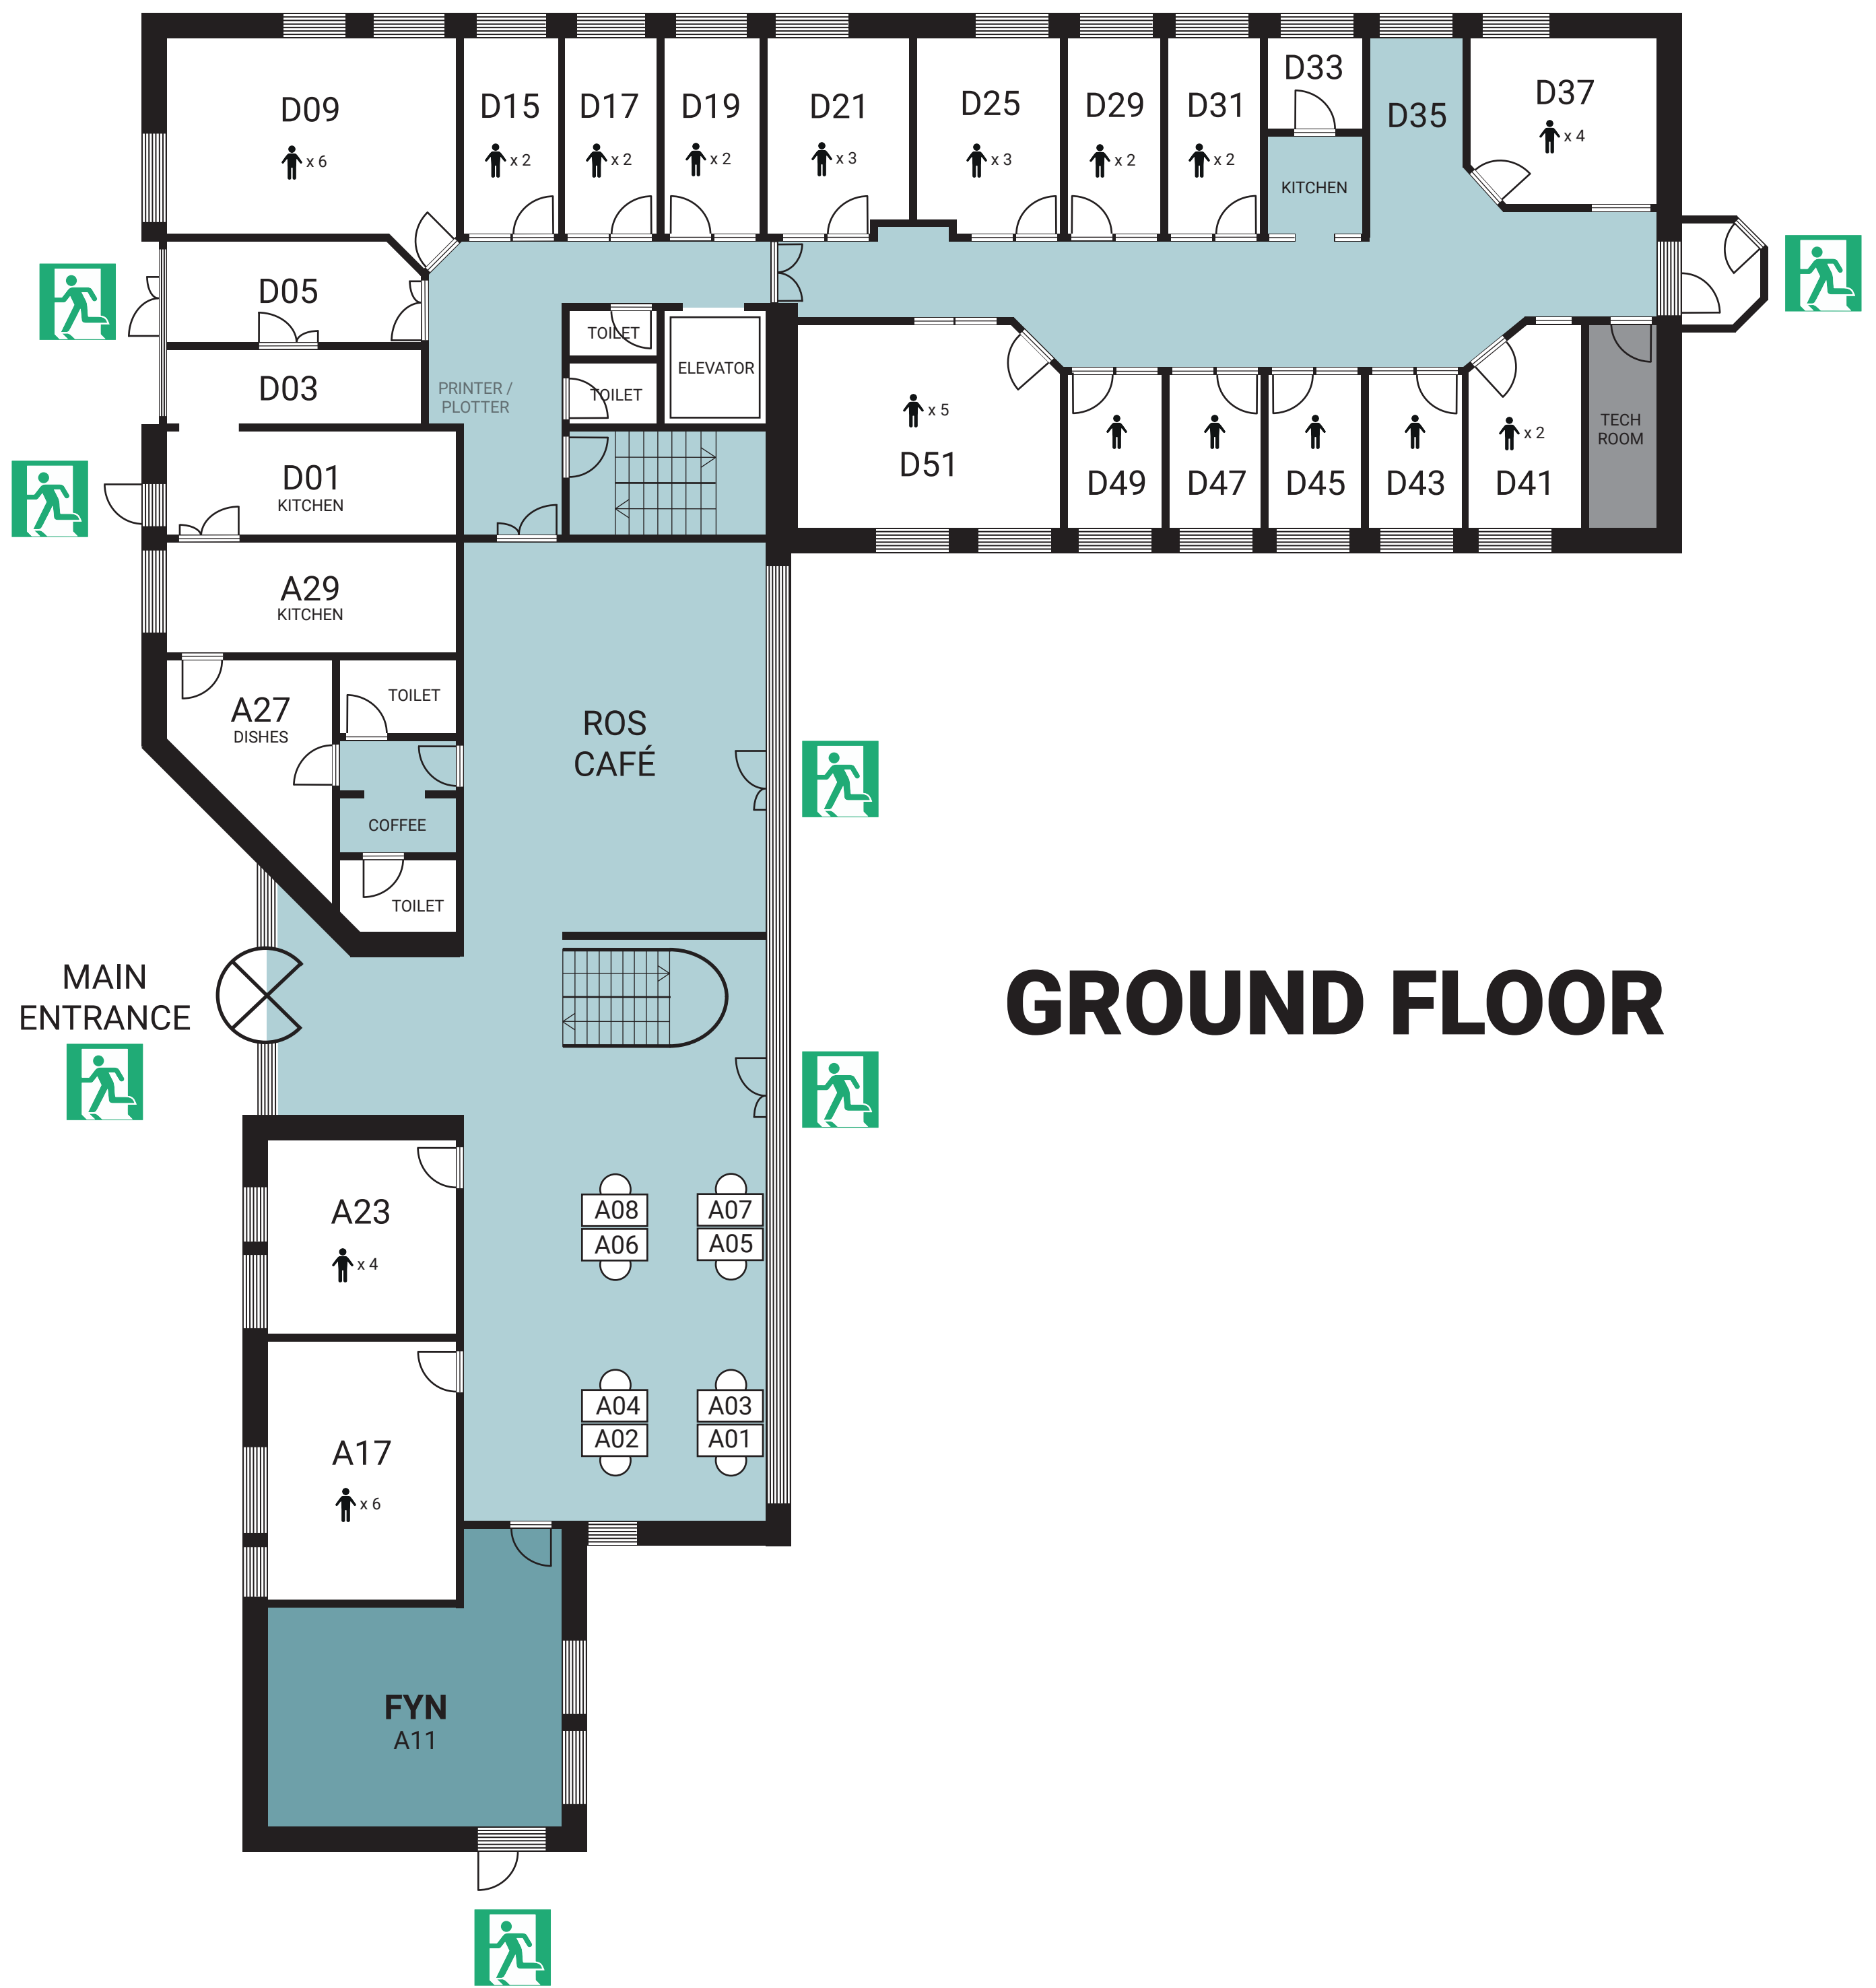 D09
x 6
D15
x 2
D17
x 2
D19
x 2
D21
x 3
D25
x 3
D29
x 2
D31
x 2
D33
KITCHEN
D35
D37
x 4
D05
D03
PRINTER /
PLOTTER
TOILET
TOILET
ELEVATOR
D01
KITCHEN
x 5
D51
D49
D47
D45
D43
x 2
D41
TECH
ROOM
A29
KITCHEN
A27
DISHES
TOILET
COFFEE
TOILET
ROS
CAFÉ
MAIN
ENTRANCE
GROUND FLOOR
A23
x 4
A08
A07
A06
A05
A17
x 6
A04
A03
A02
A01
FYN
A11